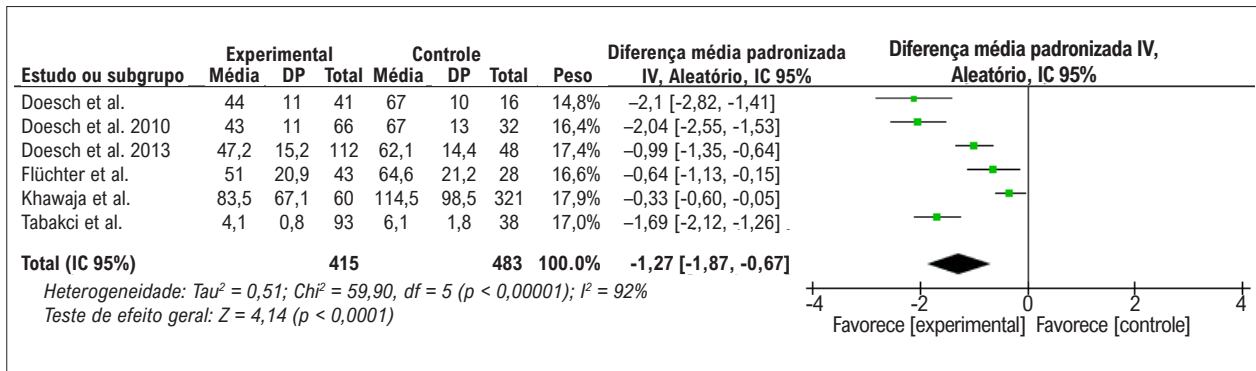 Experimental Controle Diferença média padronizada Diferença média padronizada IV,
Estudo ou subgrupo Média DP Total Média DP Total Peso IV, Aleatório, IC 95% Aleatório, IC 95%
Doesch et al. 44 11 41 67 10 16 14,8% –2,1 [-2,82, -1,41]
Doesch et al. 2010 43 11 66 67 13 32 16,4% –2,04 [-2,55, -1,53]
Doesch et al. 2013 47,2 15,2 112 62,1 14,4 48 17,4% –0,99 [-1,35, -0,64]
Flüchter et al. 51 20,9 43 64,6 21,2 28 16,6% –0,64 [-1,13, -0,15]
Khawaja et al. 83,5 67,1 60 114,5 98,5 321 17,9% –0,33 [-0,60, -0,05]
Tabakci et al. 4,1 0,8 93 6,1 1,8 38 17,0% –1,69 [-2,12, -1,26]
Total (IC 95%) 415 483 100.0% -1,27 [-1,87, -0,67]
Heterogeneidade: Tau² = 0,51; Chi² = 59,90, df = 5 (p < 0,00001); I² = 92%
Teste de efeito geral: Z = 4,14 (p < 0,0001)
-4 -2 0 2 4
Favorece [experimental] Favorece [controle]